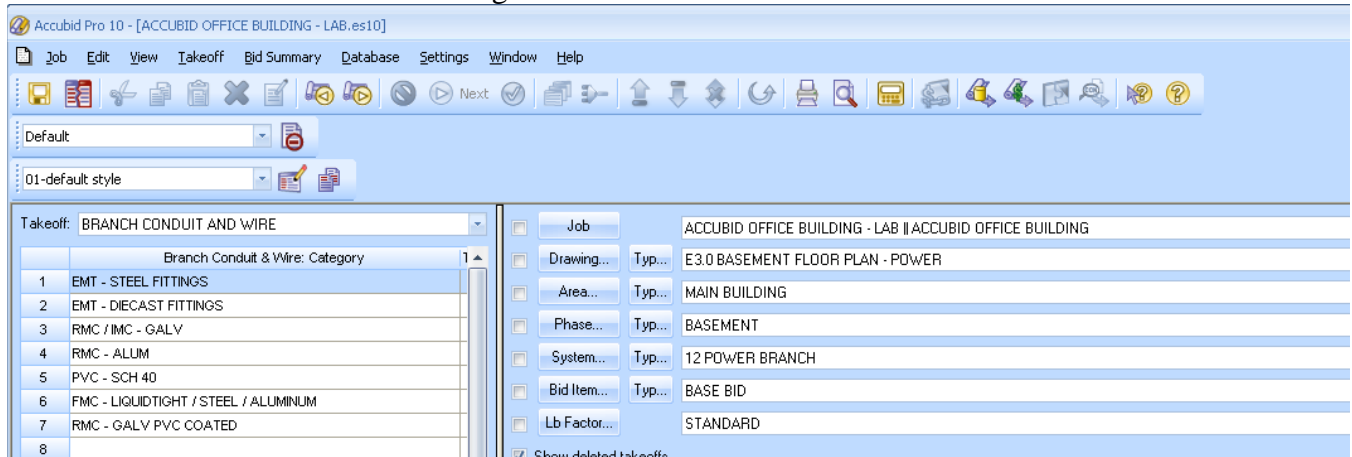 Accubid Pro 10 - [ACCUBID OFFICE BUILDING - LAB.es10]
Job Edit View Takeoff Bid Summary Database Settings Window Help
Next
Default
01-default style
Takeoff: BRANCH CONDUIT AND WIRE
Branch Conduit & Wire: Category
1 EMT - STEEL FITTINGS
2 EMT - DIECAST FITTINGS
3 RMC / IMC - GALV
4 RMC - ALUM
5 PVC - SCH 40
6 FMC - LIQUIDTIGHT / STEEL / ALUMINUM
7 RMC - GALV PVC COATED
8
Job ACCUBID OFFICE BUILDING - LAB || ACCUBID OFFICE BUILDING
Drawing... Typ... E3.0 BASEMENT FLOOR PLAN - POWER
Area... Typ... MAIN BUILDING
Phase... Typ... BASEMENT
System... Typ... 12 POWER BRANCH
Bid Item... Typ... BASE BID
Lb Factor... STANDARD
Show deleted takeoffs